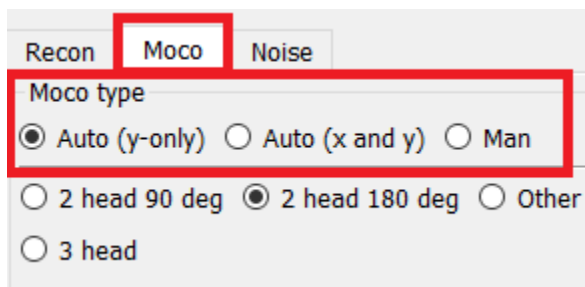 Recon Moco Noise
Moco type
Auto (y-only) Auto (x and y) Man
2 head 90 deg 2 head 180 deg Other
3 head